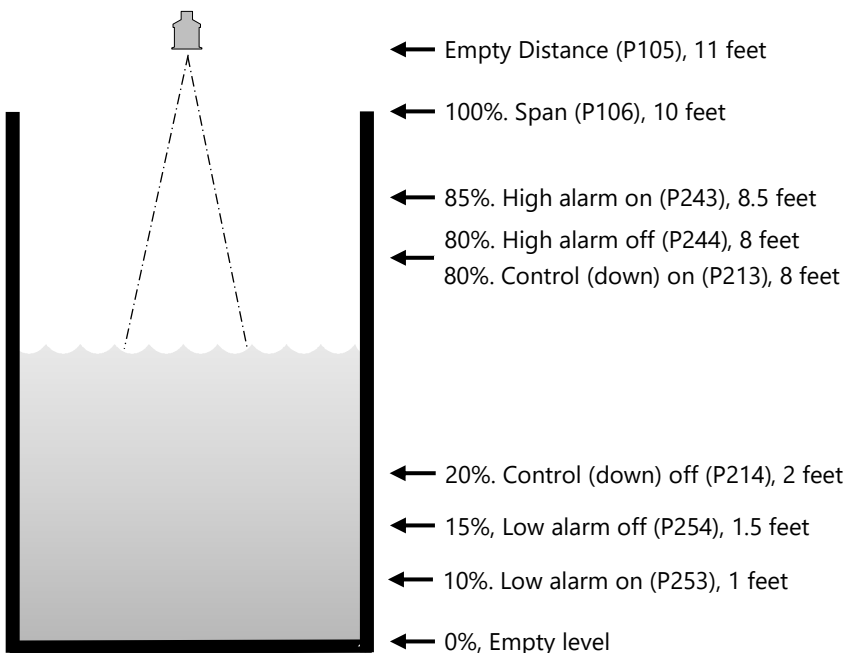 Empty Distance (P105), 11 feet
100%. Span (P106), 10 feet
85%. High alarm on (P243), 8.5 feet
80%. High alarm off (P244), 8 feet
80%. Control (down) on (P213), 8 feet
20%. Control (down) off (P214), 2 feet
15%, Low alarm off (P254), 1.5 feet
10%. Low alarm on (P253), 1 feet
0%, Empty level